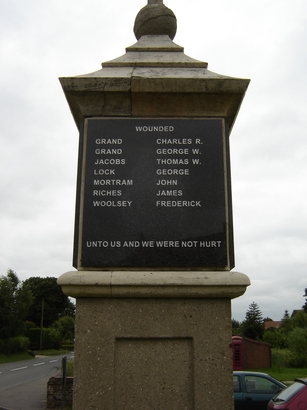 WOUNDED
GRAND CHARLES R.
GRAND GEORGE W.
JACOBS THOMAS W.
LOCK GEORGE
MORTRAM JOHN
RICHES JAMES
WOOLSEY FREDERICK
UNTO US AND WE WERE NOT HURT